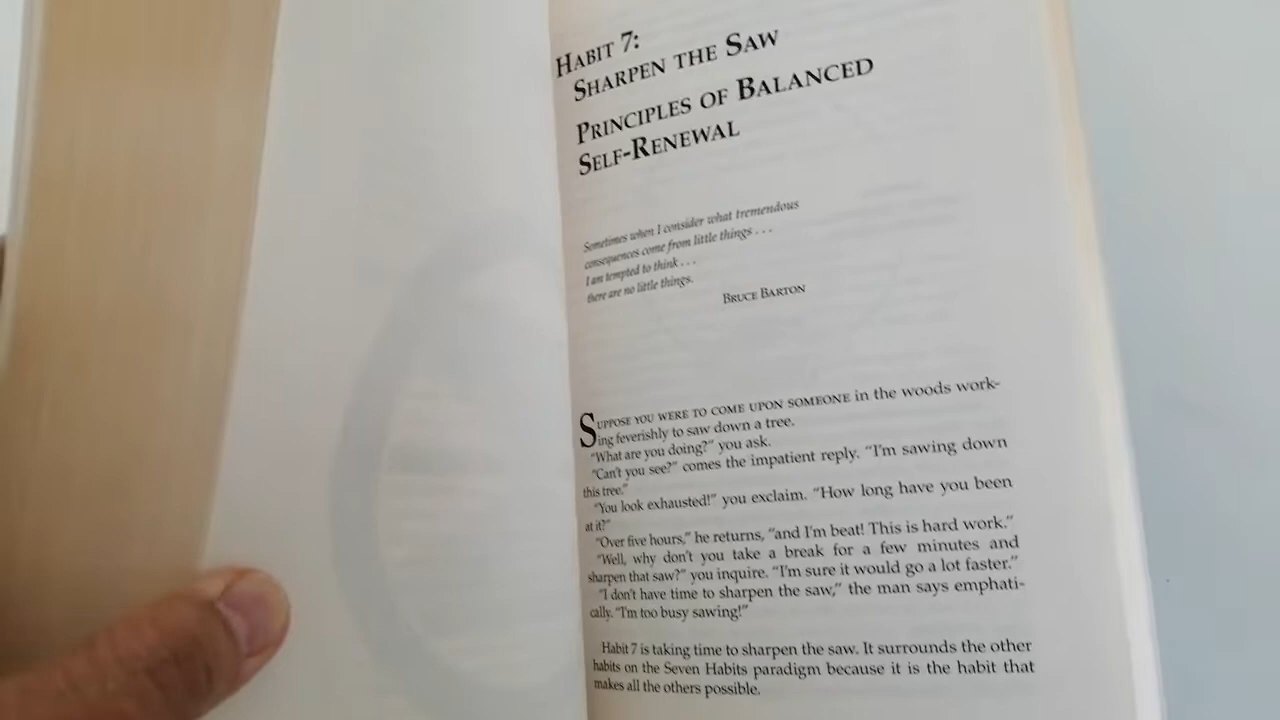 HABIT 7:
SHARPEN THE SAW
PRINCIPLES OF BALANCED
SELF-RENEWAL
Sometimes when I consider what tremendous
consequences come from little things . . .
I am tempted to think . . .
there are no little things.
BRUCE BARTON
SUPPOSE YOU WERE TO COME UPON SOMEONE in the woods work-
ing feverishly to saw down a tree.
“What are you doing?” you ask.
“Can't you see?” comes the impatient reply. “I'm sawing down
this tree.”
“You look exhausted!” you exclaim. “How long have you been
at it?”
“Over five hours,” he returns, “and I'm beat! This is hard work.”
“Well, why don't you take a break for a few minutes and
sharpen that saw?” you inquire. “I'm sure it would go a lot faster.”
“I don't have time to sharpen the saw,” the man says emphati-
cally. “I'm too busy sawing!”
Habit 7 is taking time to sharpen the saw. It surrounds the other
habits on the Seven Habits paradigm because it is the habit that
makes all the others possible.